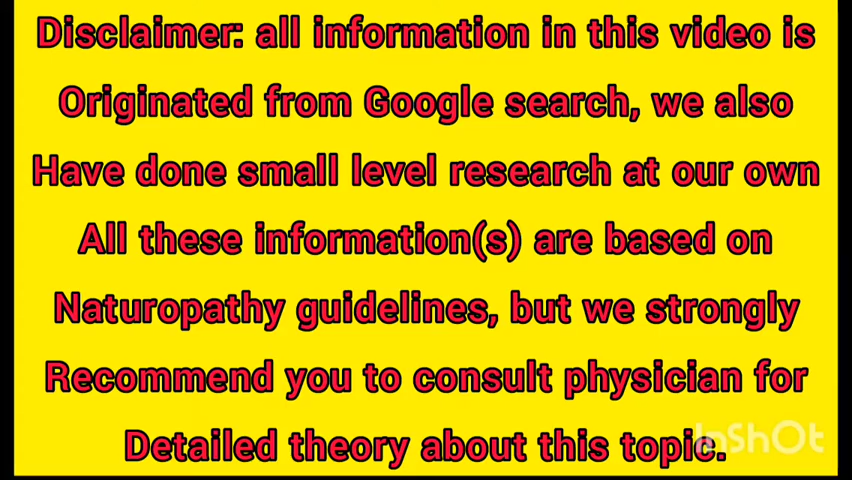 Disclaimer: all information in this video is
Originated from Google search, we also
Have done small level research at our own
All these information(s) are based on
Naturopathy guidelines, but we strongly
Recommend you to consult physician for
Detailed theory about this topic.
InShOt